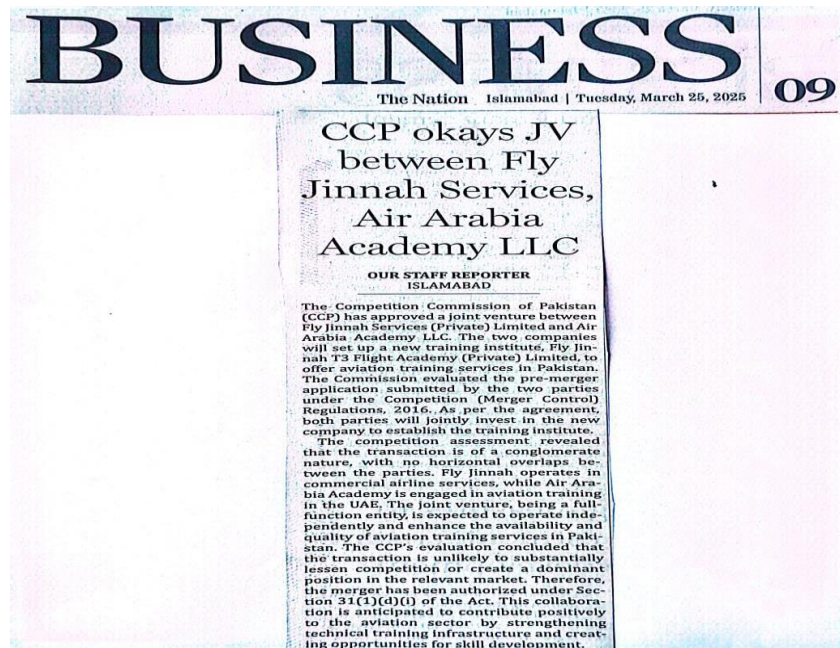 BUSINESS
The Nation Islamabad | Tuesday, March 25, 2025
09
CCP okays JV
between Fly
Jinnah Services,
Air Arabia
Academy LLC
OUR STAFF REPORTER
ISLAMABAD
The Competition Commission of Pakistan
(CCP) has approved a joint venture between
Fly Jinnah Services (Private) Limited and Air
Arabia Academy LLC. The two companies
will set up a new training institute, Fly Jin-
nah T3 Flight Academy (Private) Limited, to
offer aviation training services in Pakistan.
The Commission evaluated the pre-merger
application submitted by the two parties
under the Competition (Merger Control)
Regulations, 2016. As per the agreement,
both parties will jointly invest in the new
company to establish the training institute.
The competition assessment revealed
that the transaction is of a conglomerate
nature, with no horizontal overlaps be-
tween the parties. Fly Jinnah operates in
commercial airline services, while Air Ara-
bia Academy is engaged in aviation training
in the UAE. The joint venture, being a full-
function entity, is expected to operate inde-
pendently and enhance the availability and
quality of aviation training services in Paki-
stan. The CCP's evaluation concluded that
the transaction is unlikely to substantially
lessen competition or create a dominant
position in the relevant market. Therefore,
the merger has been authorized under Sec-
tion 31(1)(d)(i) of the Act. This collabora-
tion is anticipated to contribute positively
to the aviation sector by strengthening
technical training infrastructure and creat-
ing opportunities for skill development.